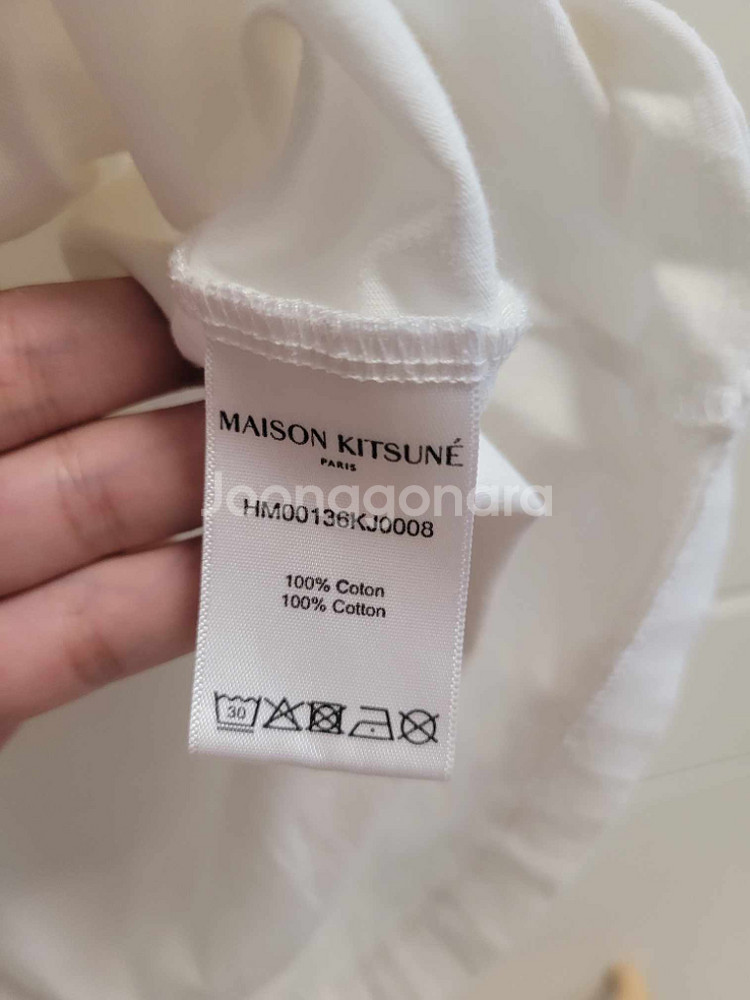 MAISON KITSUNÉ
PARIS
Joonggonara
HM00136KJ0008
100% Coton
100% Cotton
30